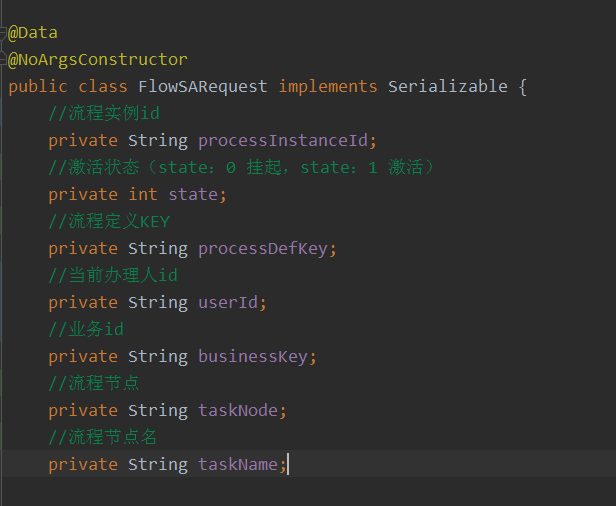 @Data
@NoArgsConstructor
public class FlowSARequest implements Serializable {
//流程实例id
private String processInstanceId;
//激活状态（state：0 挂起，state：1 激活）
private int state;
//流程定义KEY
private String processDefKey;
//当前办理人id
private String userId;
//业务id
private String businessKey;
//流程节点
private String taskNode;
//流程节点名
private String taskName;